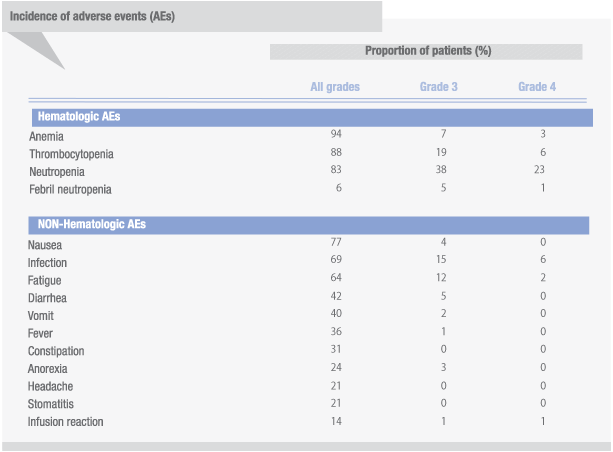 Incidence of adverse events (AEs)
Proportion of patients (%)
All grades Grade 3 Grade 4
Hematologic AEs
Anemia 94 7 3
Thrombocytopenia 88 19 6
Neutropenia 83 38 23
Febril neutropenia 6 5 1
NON-Hematologic AEs
Nausea 77 4 0
Infection 69 15 6
Fatigue 64 12 2
Diarrhea 42 5 0
Vomit 40 2 0
Fever 36 1 0
Constipation 31 0 0
Anorexia 24 3 0
Headache 21 0 0
Stomatitis 21 0 0
Infusion reaction 14 1 1